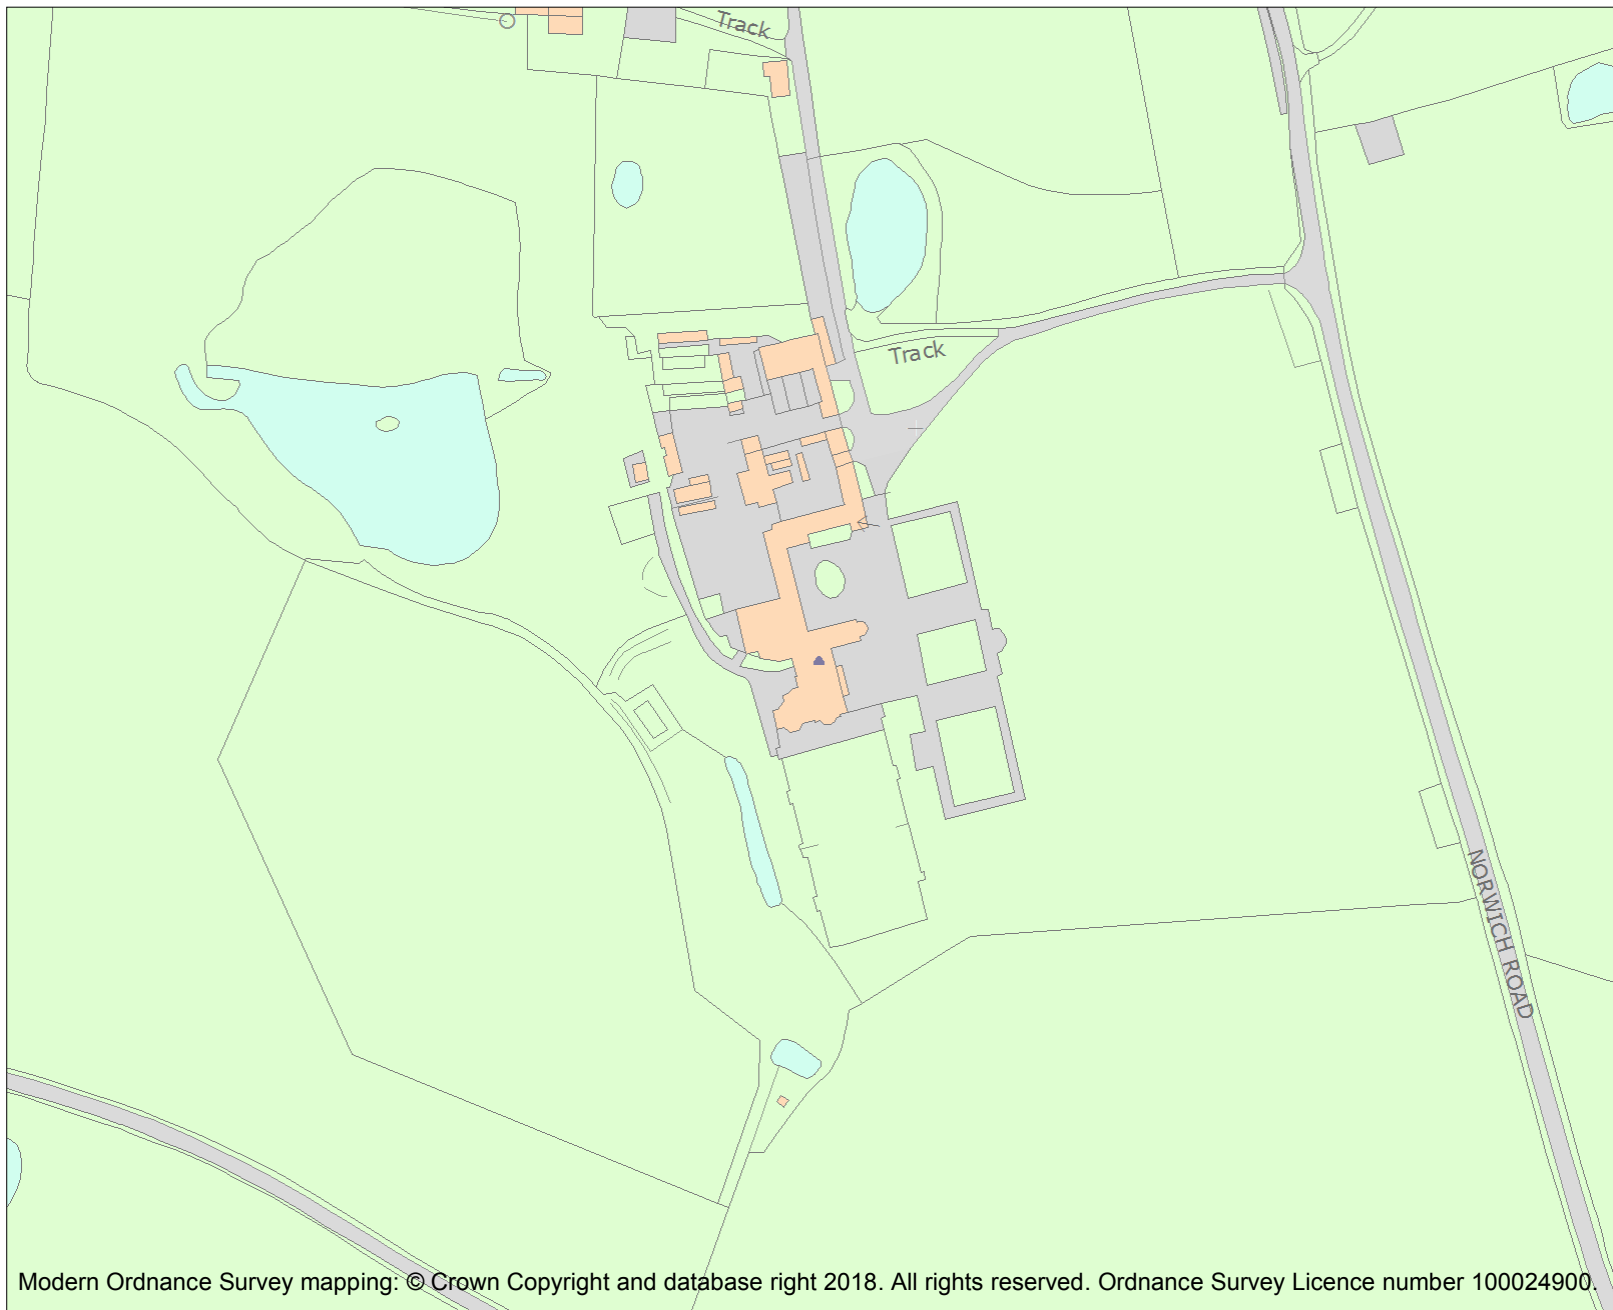 Track
Track
NORWICH ROAD
Modern Ordnance Survey mapping: © Crown Copyright and database right 2018. All rights reserved. Ordnance Survey Licence number 100024900.